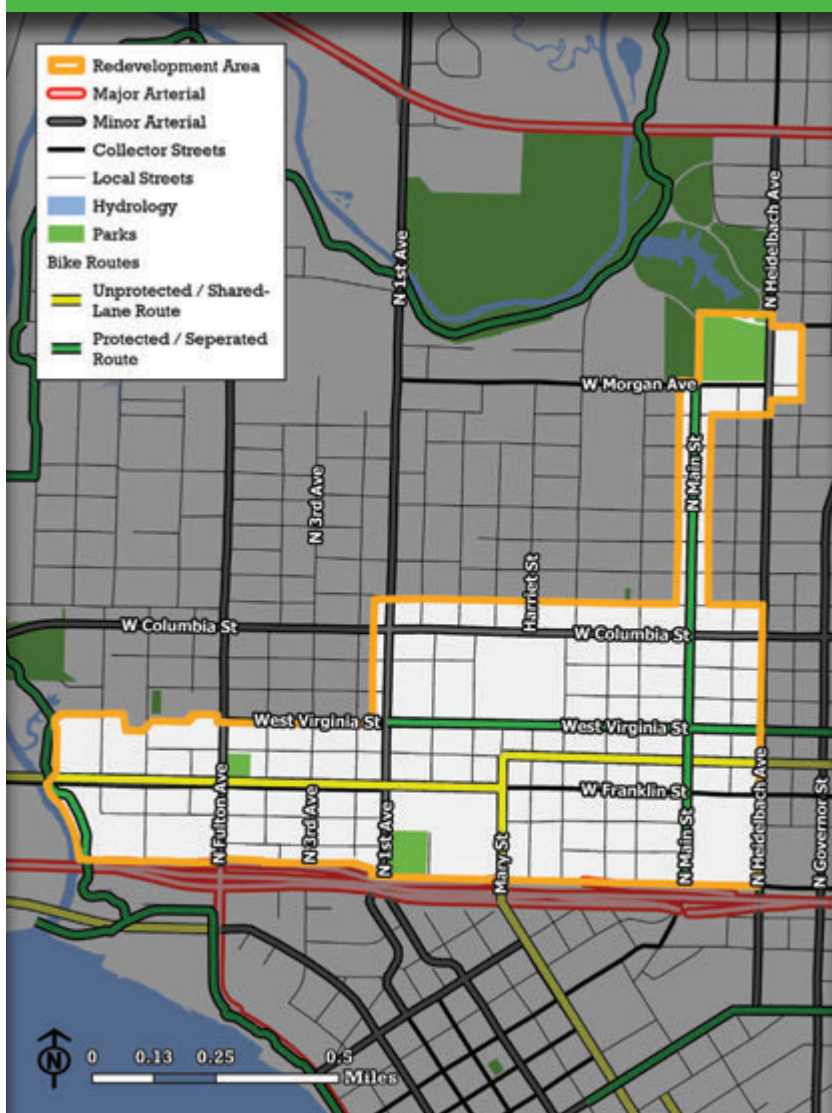 Redevelopment Area
Major Arterial
Minor Arterial
Collector Streets
Local Streets
Hydrology
Parks
Bike Routes
Unprotected / Shared-
Lane Route
Protected / Seperated
Route
N 1st Ave
N Heidelbach Ave
W Morgan Ave
N Main St
N 3rd Ave
Harriet St
W Columbia St
W Columbia St
West Virginia St
West Virginia St
W Franklin St
N Fulton Ave
N 3rd Ave
N 1st Ave
Mary St
N Main St
N Heidelbach Ave
N Governor St
N
0 0.13 0.25 0.5
Miles